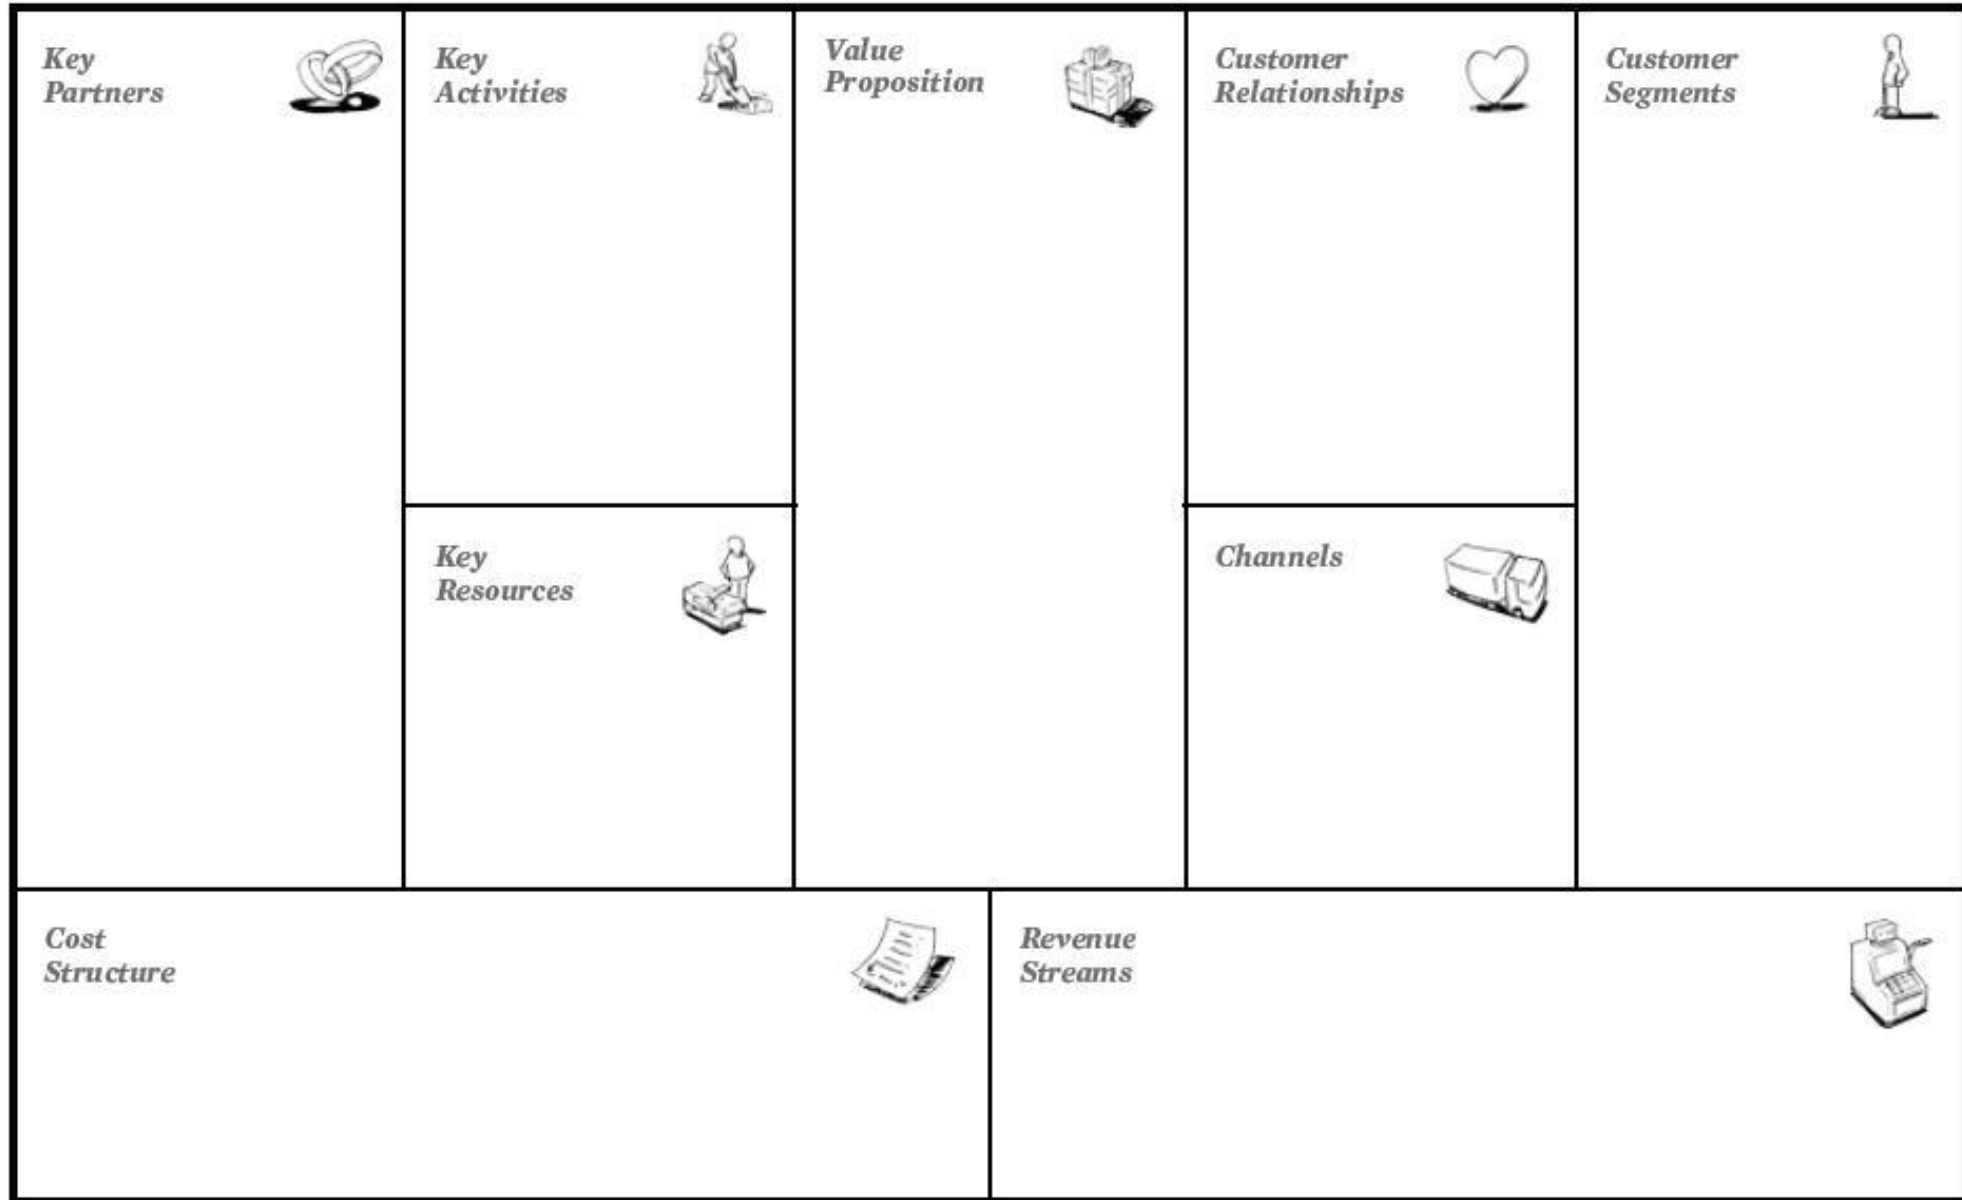 Key
Partners
Key
Activities
Value
Proposition
Customer
Relationships
Customer
Segments
Key
Resources
Channels
Cost
Structure
Revenue
Streams